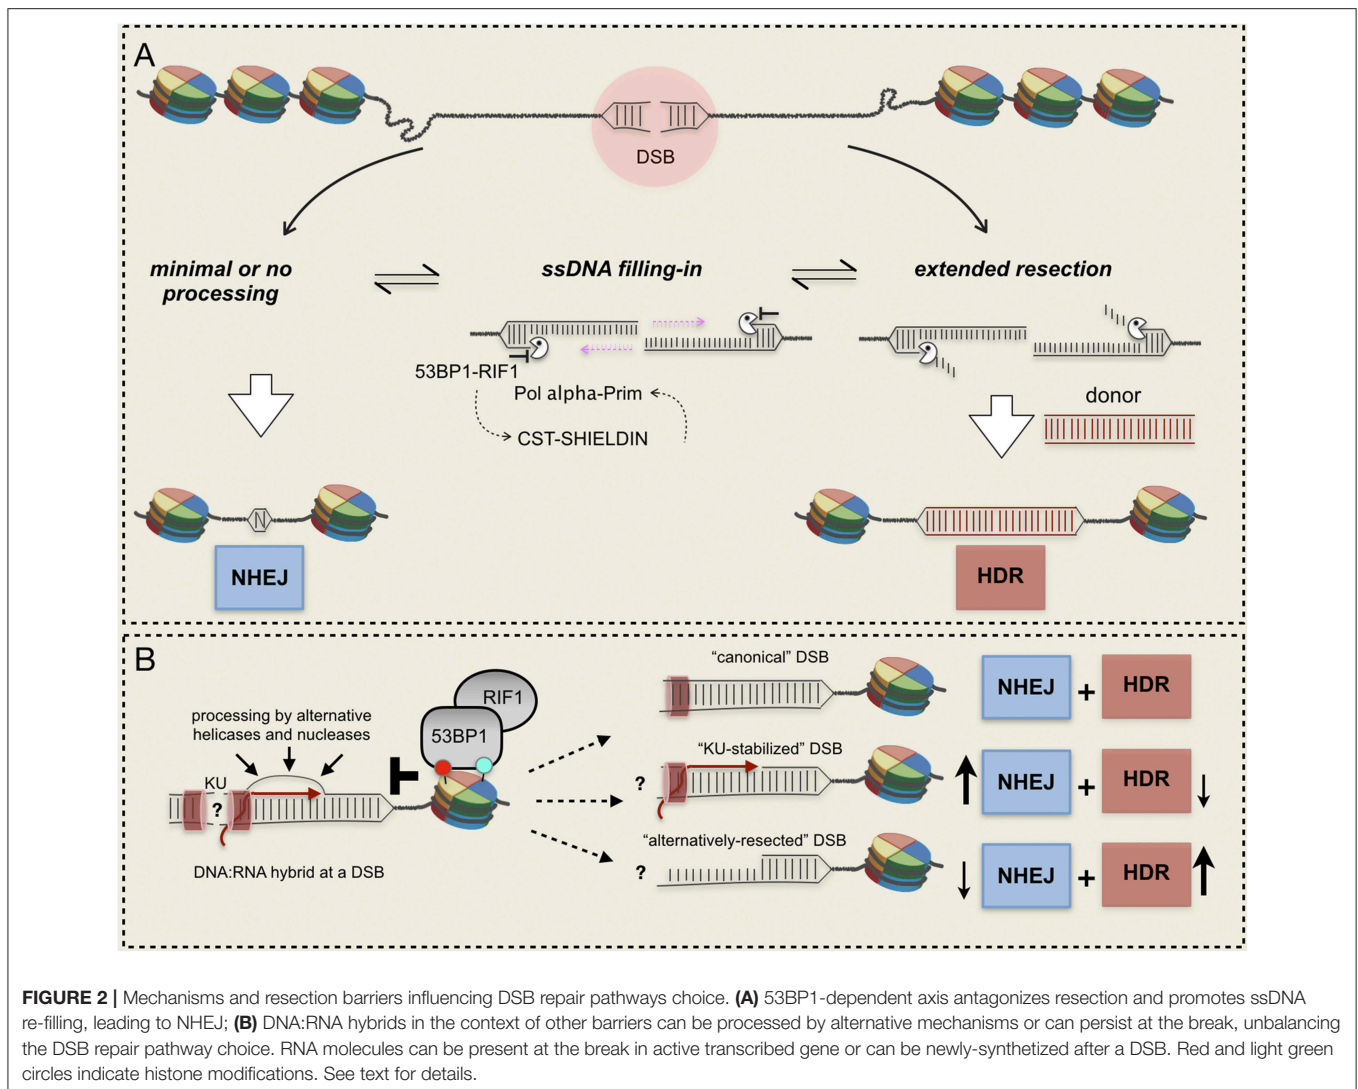 A
DSB
minimal or no
processing
ssDNA filling-in
extended resection
53BP1-RIF1
Pol alpha-Prim
CST-SHIELDIN
donor
N
NHEJ
HDR
B
processing by alternative
helicases and nucleases
KU
?
DNA:RNA hybrid at a DSB
RIF1
53BP1
"canonical" DSB
NHEJ + HDR
"KU-stabilized" DSB
?
NHEJ + HDR
"alternatively-resected" DSB
?
NHEJ + HDR
FIGURE 2 | Mechanisms and resection barriers influencing DSB repair pathways choice. (A) 53BP1-dependent axis antagonizes resection and promotes ssDNA
re-filling, leading to NHEJ; (B) DNA:RNA hybrids in the context of other barriers can be processed by alternative mechanisms or can persist at the break, unbalancing
the DSB repair pathway choice. RNA molecules can be present at the break in active transcribed gene or can be newly-synthetized after a DSB. Red and light green
circles indicate histone modifications. See text for details.